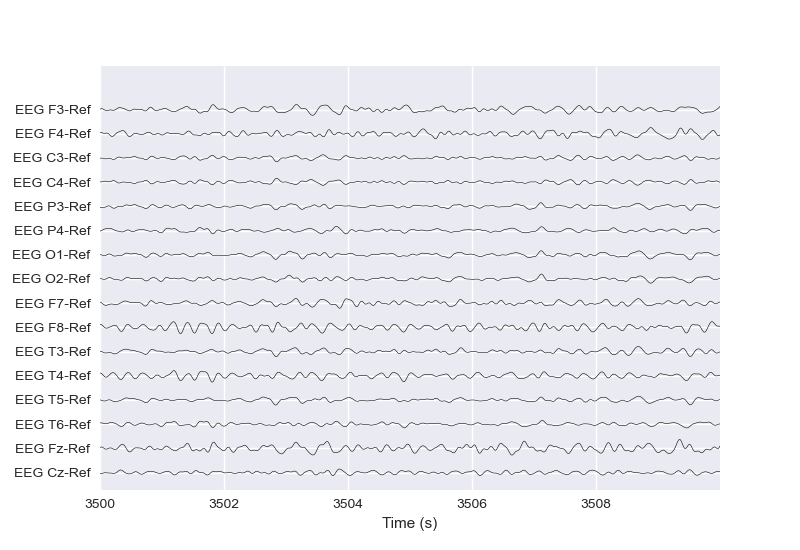 EEG F3-Ref
EEG F4-Ref
EEG C3-Ref
EEG C4-Ref
EEG P3-Ref
EEG P4-Ref
EEG O1-Ref
EEG O2-Ref
EEG F7-Ref
EEG F8-Ref
EEG T3-Ref
EEG T4-Ref
EEG T5-Ref
EEG T6-Ref
EEG Fz-Ref
EEG Cz-Ref
3500 3502 3504 3506 3508
Time (s)